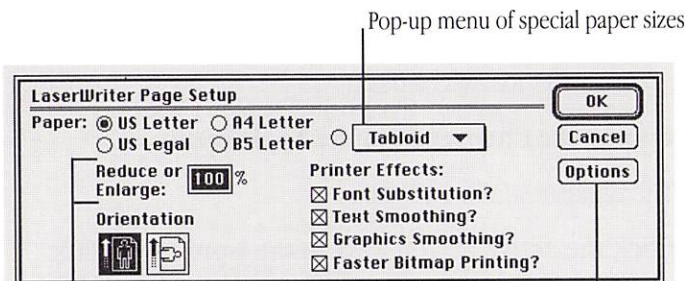 Pop-up menu of special paper sizes
LaserWriter Page Setup
OK
Paper: US Letter A4 Letter
US Legal B5 Letter
Tabloid
Cancel
Reduce or Enlarge: 100 %
Options
Orientation
Printer Effects:
Font Substitution?
Text Smoothing?
Graphics Smoothing?
Faster Bitmap Printing?